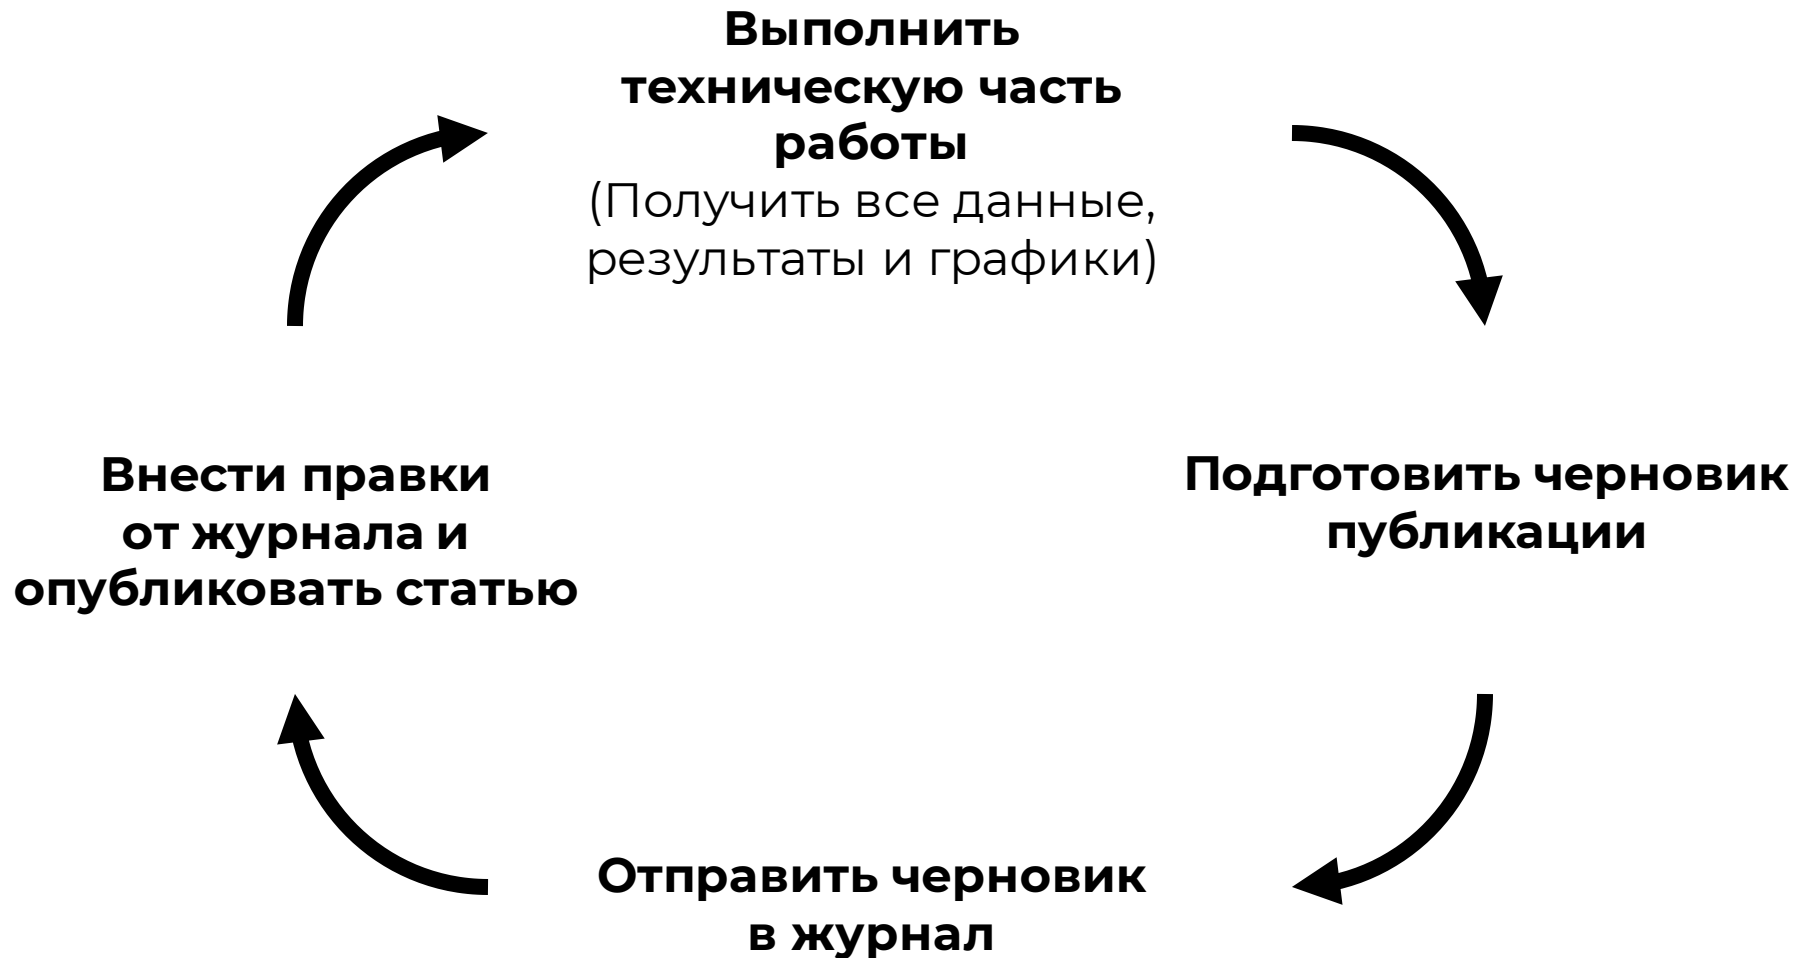 Выполнить
техническую часть
работы
(Получить все данные,
результаты и графики)
Подготовить черновик
публикации
Отправить черновик
в журнал
Внести правки
от журнала и
опубликовать статью